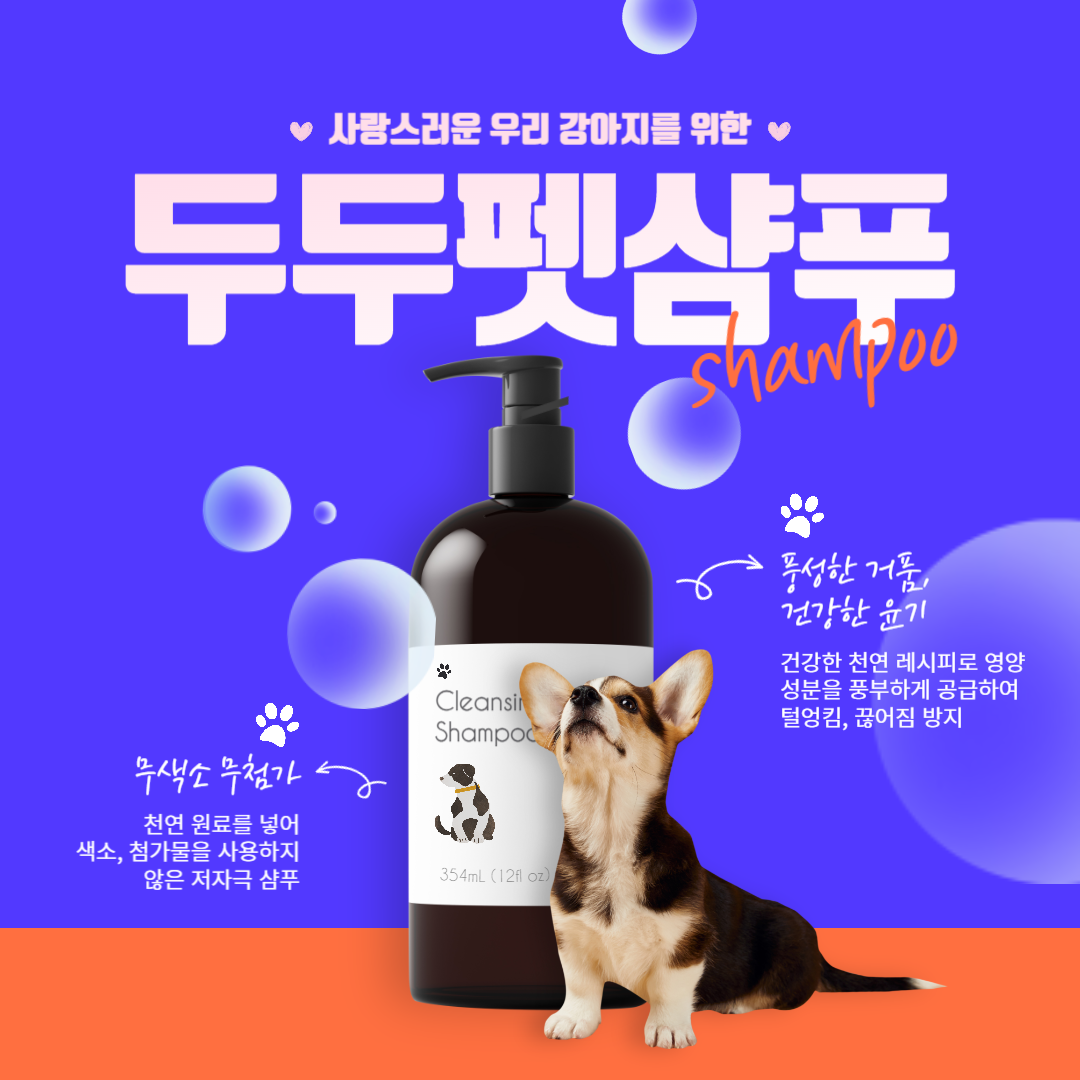 사랑스러운 우리 강아지를 위한
두두펫샴푸
shampoo
풍성한 거품,
건강한 윤기
건강한 천연 레시피로 영양
성분을 풍부하게 공급하여
털엉킴, 끊어짐 방지
Shampoo
354mL (12fl oz)
무색소 무첨가
천연 원료를 넣어
색소, 첨가물을 사용하지
않은 저자극 샴푸